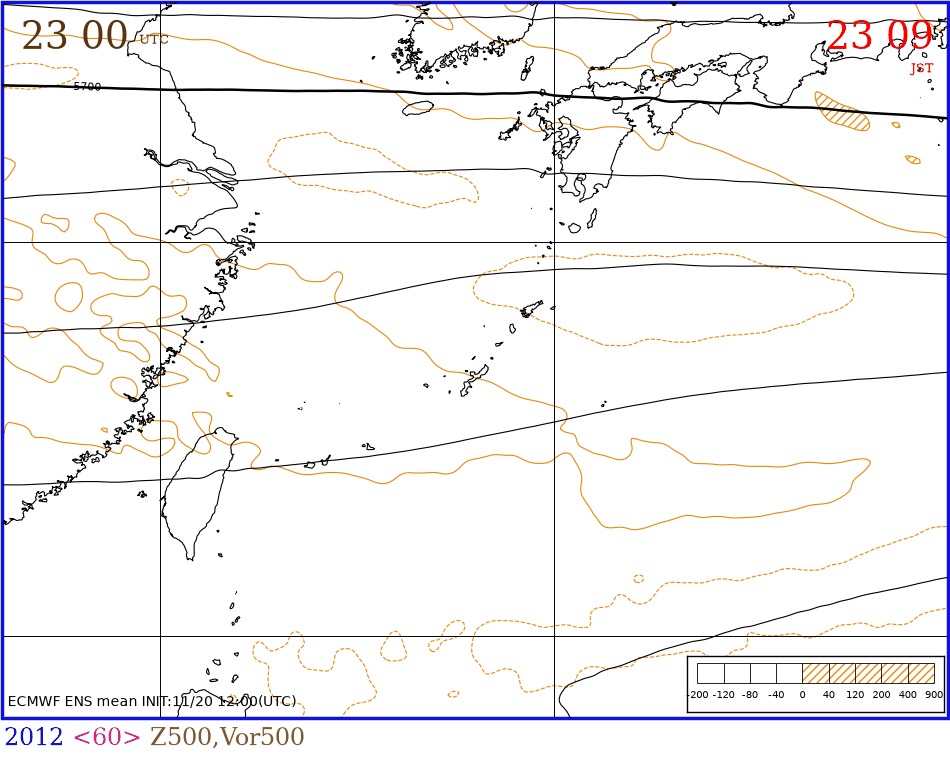 23 00 UTC
23 09
JST
5700
-200 -120 -80 -40 0 40 120 200 400 900
ECMWF ENS mean INIT:11/20 12:00(UTC)
2012 <60> Z500,Vor500